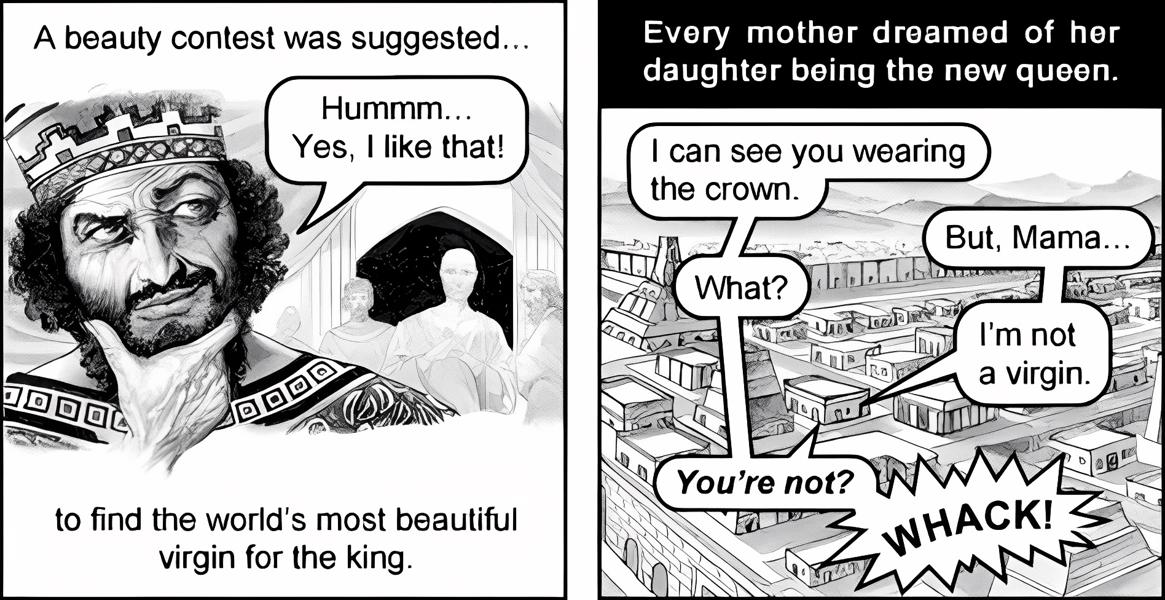 A beauty contest was suggested...
Hummm...
Yes, I like that!
to find the world's most beautiful
virgin for the king.
Every mother dreamed of her
daughter being the new queen.
I can see you wearing
the crown.
But, Mama...
What?
I'm not
a virgin.
You're not?
WHACK!